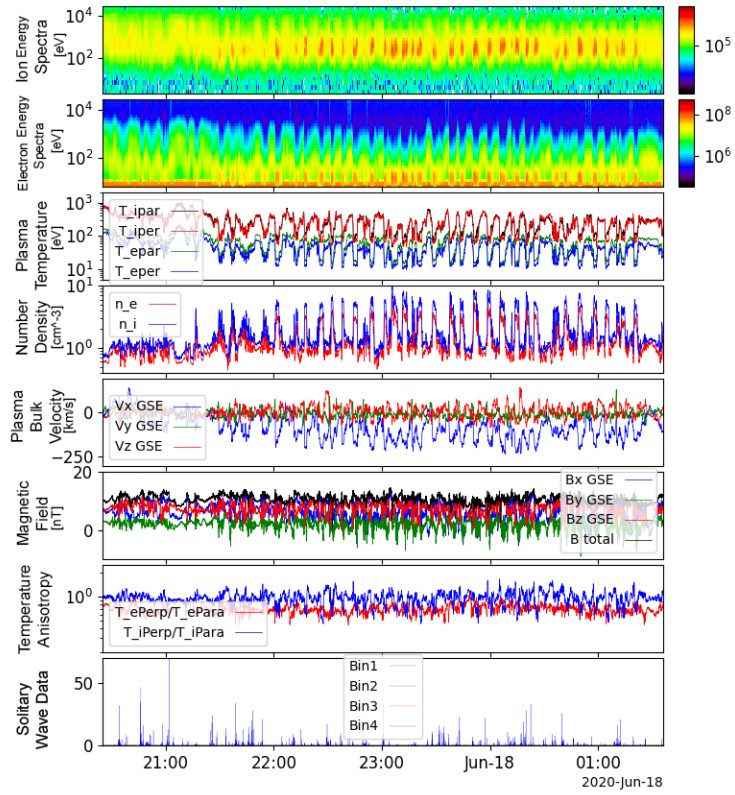 Ion Energy
Spectra
[eV]
10⁴
10²
10⁵
Electron Energy
Spectra
[eV]
10⁴
10²
10⁸
10⁶
Plasma
Temperature
[eV]
10³
10²
10¹
T_ipar
T_iper
T_epar
T_eper
Number
Density
[cm^-3]
10¹
10⁰
n_e
n_i
Plasma
Bulk
Velocity
[km/s]
0
−250
Vx GSE
Vy GSE
Vz GSE
Magnetic
Field
[nT]
20
0
Bx GSE
By GSE
Bz GSE
B total
Temperature
Anisotropy
10⁰
T_ePerp/T_ePara
T_iPerp/T_iPara
Solitary
Wave Data
50
0
Bin1
Bin2
Bin3
Bin4
21:00 22:00 23:00 Jun-18 01:00
2020-Jun-18